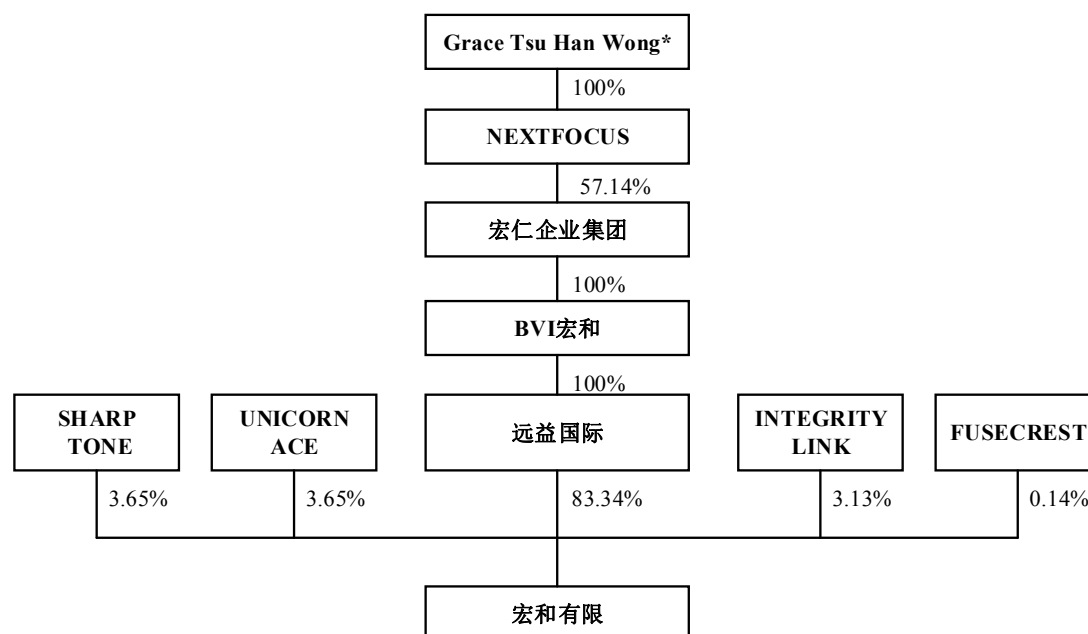 Grace Tsu Han Wong*
100%
NEXTFOCUS
57.14%
宏仁企业集团
100%
BVI宏和
100%
SHARP
TONE
UNICORN
ACE
远益国际
INTEGRITY
LINK
FUSECREST
3.65%
3.65%
83.34%
3.13%
0.14%
宏和有限